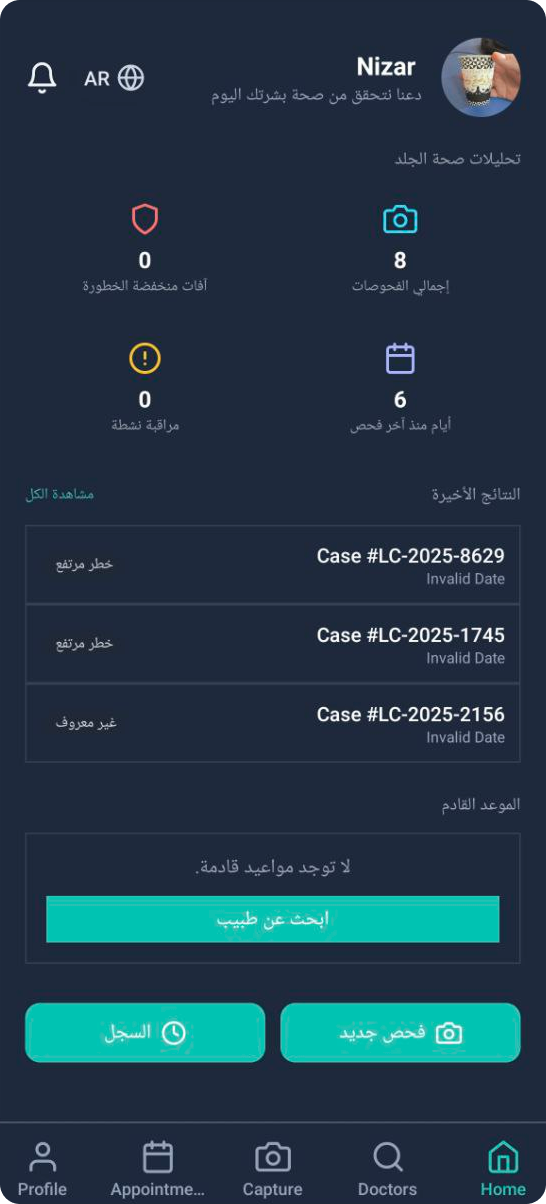 Nizar
AR
دعنا نتحقق من صحة بشرتك اليوم
تحليلات صحة الجلد
8
إجمالي الفحوصات
0
آفات منخفضة الخطورة
6
أيام منذ آخر فحص
0
مراقبة نشطة
النتائج الأخيرة
مشاهدة الكل
Case #LC-2025-8629
Invalid Date
خطر مرتفع
Case #LC-2025-1745
Invalid Date
خطر مرتفع
Case #LC-2025-2156
Invalid Date
غير معروف
الموعد القادم
لا توجد مواعيد قادمة.
ابحث عن طبيب
فحص جديد
السجل
Home
Doctors
Capture
Appointme...
Profile